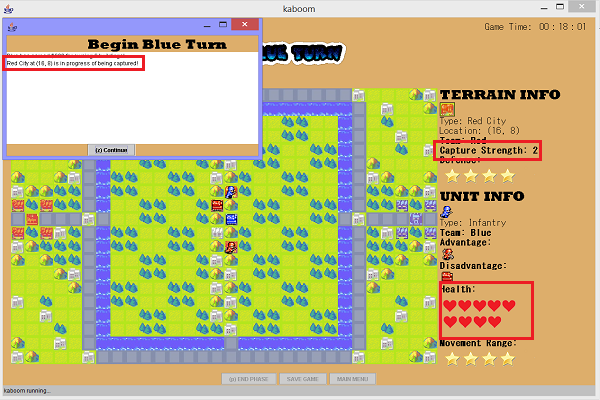 kaboom
Game Time: 00:18:01
Begin Blue Turn
Red City at (16, 8) is in progress of being captured!
(c) Continue
BLUE TURN
TERRAIN INFO
Type: Red City
Location: (16, 8)
Team: Red
Capture Strength: 2
Defense:
UNIT INFO
Type: Infantry
Team: Blue
Advantage:
Disadvantage:
Health:
Movement Range:
(p) END PHASE
SAVE GAME
MAIN MENU
kaboom running...